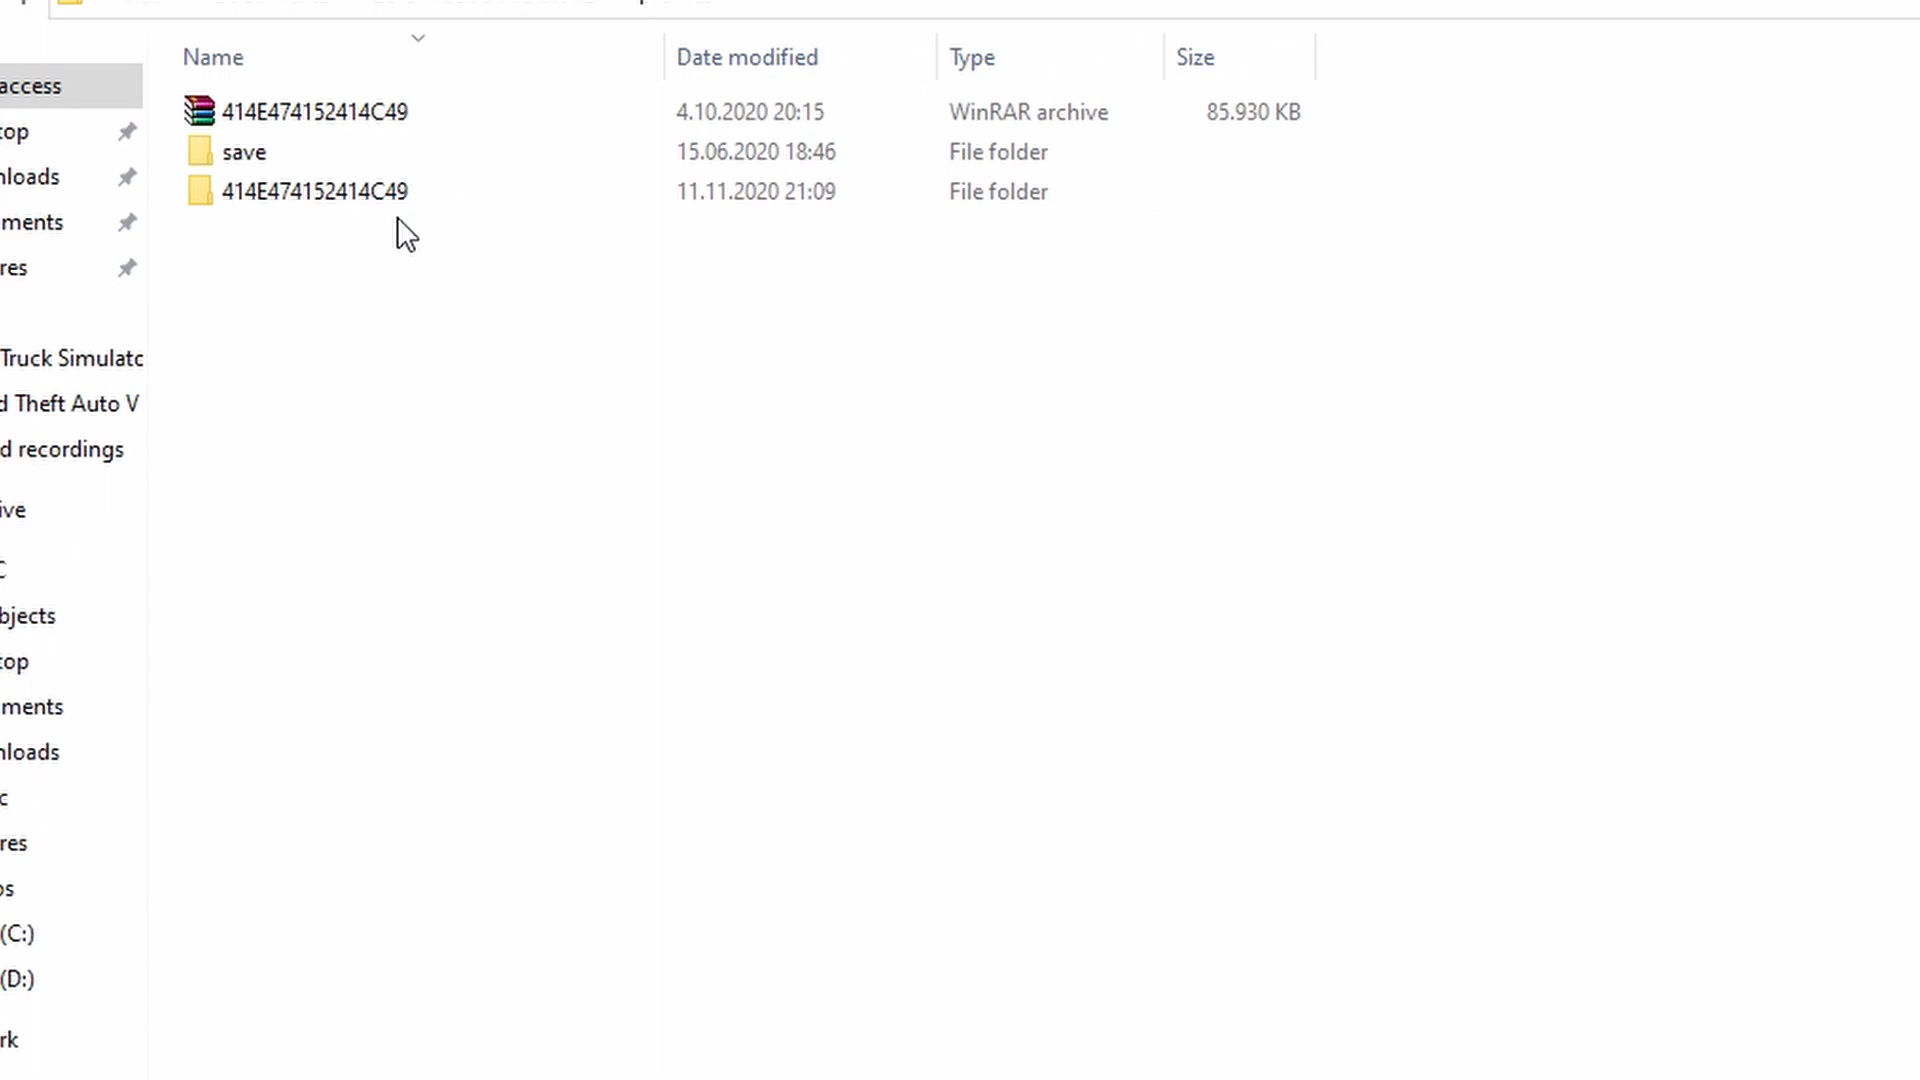 Name Date modified Type Size
access
414E474152414C49 4.10.2020 20:15 WinRAR archive 85.930 KB
top
save 15.06.2020 18:46 File folder
nloads
414E474152414C49 11.11.2020 21:09 File folder
ments
res
Truck Simulato
d Theft Auto V
d recordings
ive
C
bjects
top
ments
nloads
c
res
os
(C:)
(D:)
rk